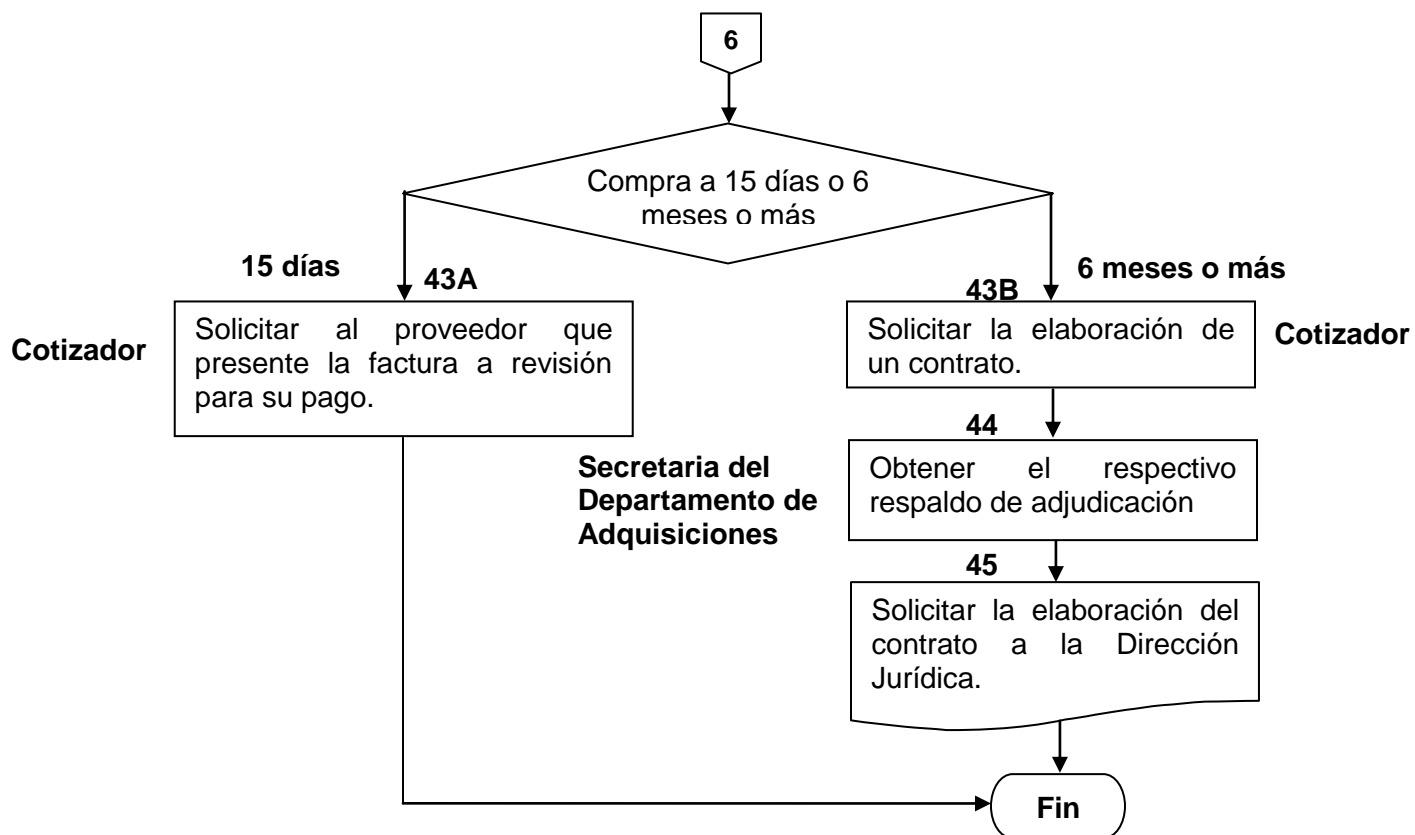 6
Compra a 15 días o 6
meses o más
15 días
43A
6 meses o más
43B
Cotizador
Solicitar al proveedor que
presente la factura a revisión
para su pago.
Solicitar la elaboración de
un contrato.
Cotizador
44
Secretaria del
Departamento de
Adquisiciones
Obtener el respectivo
respaldo de adjudicación
45
Solicitar la elaboración del
contrato a la Dirección
Jurídica.
Fin